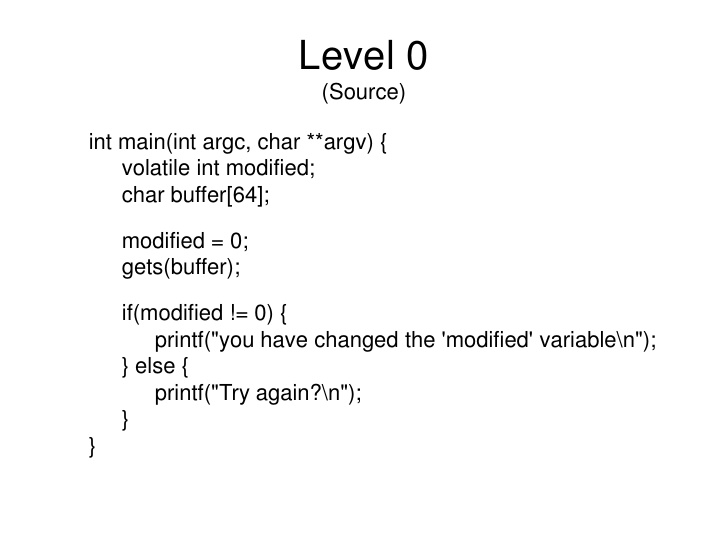 Level 0
(Source)
int main(int argc, char **argv) {
volatile int modified;
char buffer[64];
modified = 0;
gets(buffer);
if(modified != 0) {
printf("you have changed the 'modified' variable\n");
} else {
printf("Try again?\n");
}
}